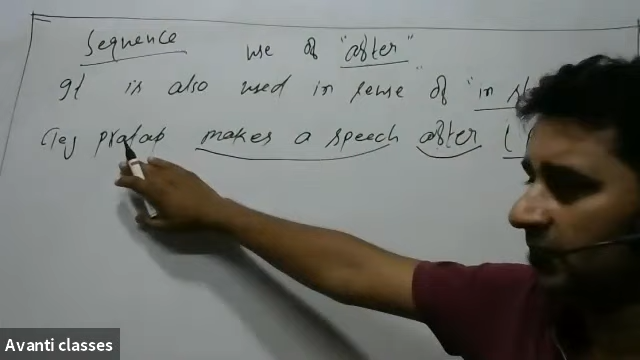 Sequence use of "after"
It is also used in sense of "in
Tej pratap makes a speech after
Avanti classes